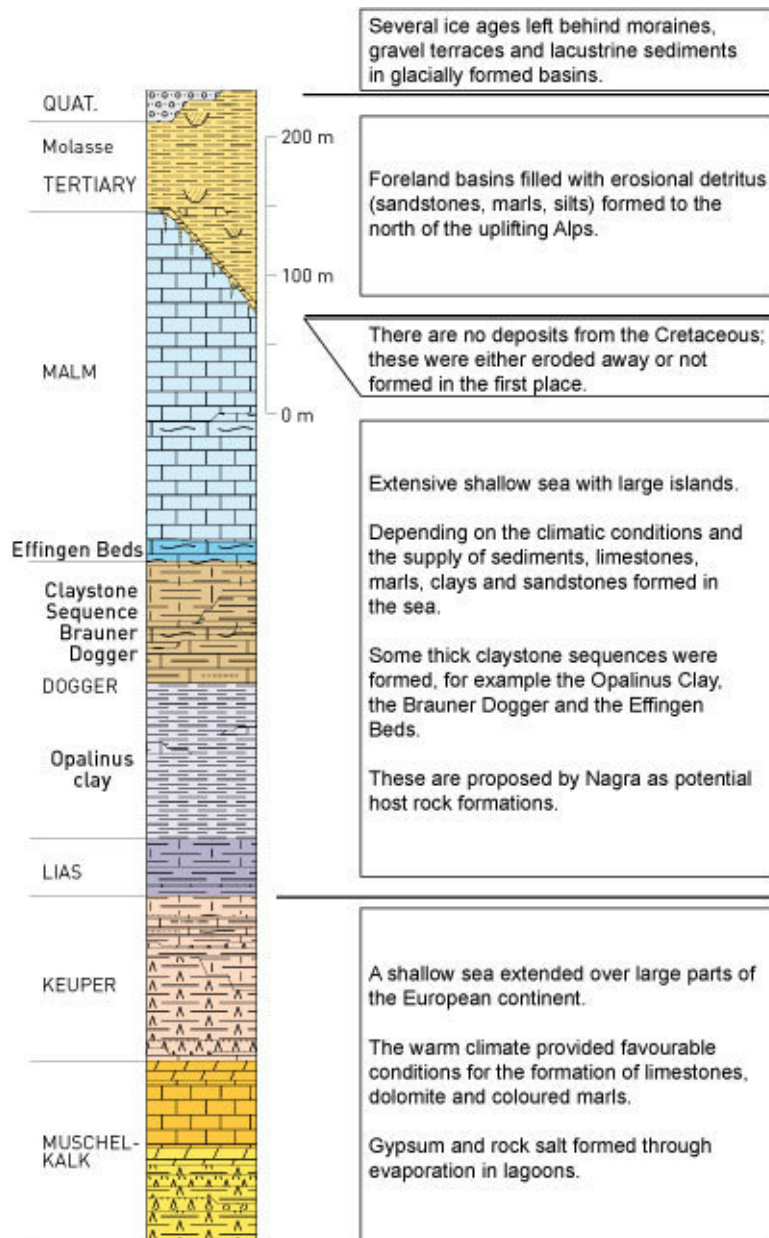 QUAT.
Molasse
TERTIARY
MALM
Effingen Beds
Claystone
Sequence
Brauner
Dogger
DOGGER
Opalinus
clay
LIAS
KEUPER
MUSCHEL-
KALK
200 m
100 m
0 m
Several ice ages left behind moraines,
gravel terraces and lacustrine sediments
in glacially formed basins.
Foreland basins filled with erosional detritus
(sandstones, marls, silts) formed to the
north of the uplifting Alps.
There are no deposits from the Cretaceous;
these were either eroded away or not
formed in the first place.
Extensive shallow sea with large islands.
Depending on the climatic conditions and
the supply of sediments, limestones,
marls, clays and sandstones formed in
the sea.
Some thick claystone sequences were
formed, for example the Opalinus Clay,
the Brauner Dogger and the Effingen
Beds.
These are proposed by Nagra as potential
host rock formations.
A shallow sea extended over large parts of
the European continent.
The warm climate provided favourable
conditions for the formation of limestones,
dolomite and coloured marls.
Gypsum and rock salt formed through
evaporation in lagoons.